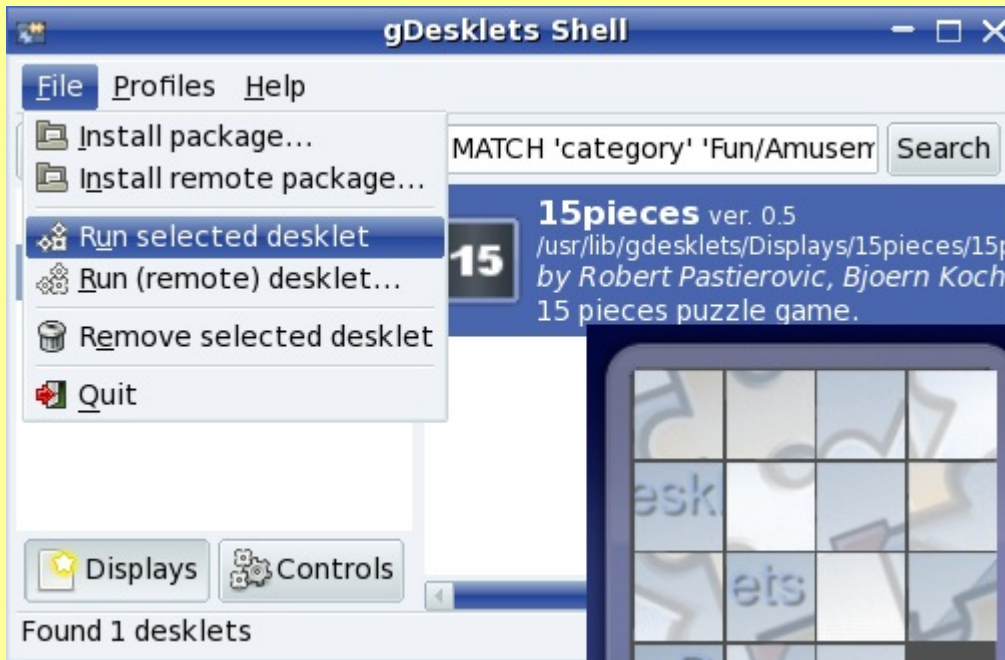 gDesklets Shell
File Profiles Help
Install package...
Install remote package...
Run selected desklet
Run (remote) desklet...
Remove selected desklet
Quit
MATCH 'category' 'Fun/Amusem
Search
15
15pieces ver. 0.5
/usr/lib/gdesklets/Displays/15pieces/15p
by Robert Pastierovic, Bjoern Koch
15 pieces puzzle game.
eskl
ets
Displays Controls
Found 1 desklets